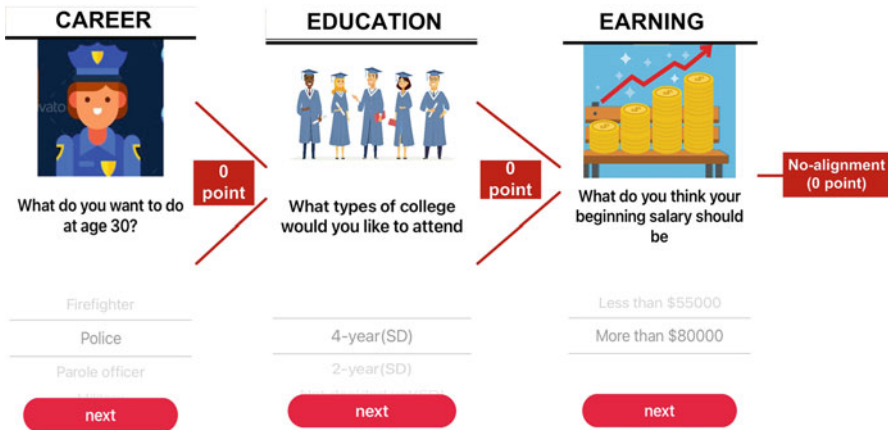 CAREER
EDUCATION
EARNING
What do you want to do
at age 30?
0
point
What types of college
would you like to attend
0
point
What do you think your
beginning salary should
be
No-alignment
(0 point)
Firefighter
Police
Parole officer
next
4-year(SD)
2-year(SD)
next
Less than $55000
More than $80000
next